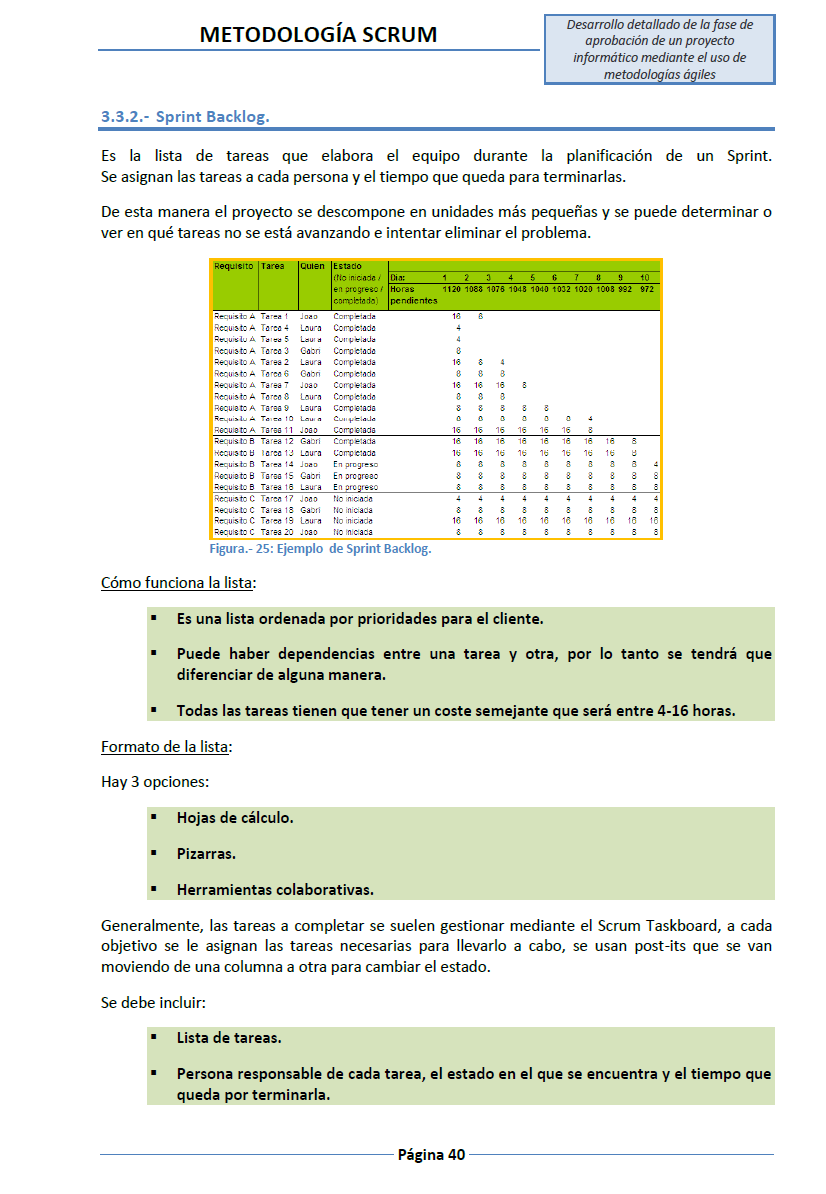 METODOLOGÍA SCRUM
Desarrollo detallado de la fase de
aprobación de un proyecto
informático mediante el uso de
metodologías ágiles
3.3.2.- Sprint Backlog.
Es la lista de tareas que elabora el equipo durante la planificación de un Sprint.
Se asignan las tareas a cada persona y el tiempo que queda para terminarlas.
De esta manera el proyecto se descompone en unidades más pequeñas y se puede determinar o
ver en qué tareas no se está avanzando e intentar eliminar el problema.
Requisito Tarea Quien Estado
(No iniciada / Dia: 1 2 3 4 5 6 7 8 9 10
en progreso / Horas 1120 1088 1076 1048 1040 1032 1020 1008 992 972
completada) pendientes
Requisito A Tarea 1 Joao Completada 16 8
Requisito A Tarea 4 Laura Completada 4
Requisito A Tarea 5 Laura Completada 4
Requisito A Tarea 3 Gabri Completada 8
Requisito A Tarea 2 Laura Completada 16 8 4
Requisito A Tarea 6 Gabri Completada 8 8 8
Requisito A Tarea 7 Joao Completada 16 16 16 8
Requisito A Tarea 8 Laura Completada 8 8 8
Requisito A Tarea 9 Laura Completada 8 8 8 8 8
Requisito A Tarea 10 Laura Completada 8 8 8 8 8 8 4
Requisito A Tarea 11 Joao Completada 16 16 16 16 16 16 8
Requisito B Tarea 12 Gabri Completada 16 16 16 16 16 16 16 16 8
Requisito B Tarea 13 Laura Completada 16 16 16 16 16 16 16 16 8
Requisito B Tarea 14 Joao En progreso 8 8 8 8 8 8 8 8 8 4
Requisito B Tarea 15 Gabri En progreso 8 8 8 8 8 8 8 8 8 8
Requisito B Tarea 16 Laura En progreso 8 8 8 8 8 8 8 8 8 8
Requisito C Tarea 17 Joao No iniciada 4 4 4 4 4 4 4 4 4 4
Requisito C Tarea 18 Gabri No iniciada 8 8 8 8 8 8 8 8 8 8
Requisito C Tarea 19 Laura No iniciada 16 16 16 16 16 16 16 16 16 16
Requisito C Tarea 20 Joao No iniciada 8 8 8 8 8 8 8 8 8 8
Figura.- 25: Ejemplo de Sprint Backlog.
Cómo funciona la lista:
▪ Es una lista ordenada por prioridades para el cliente.
▪ Puede haber dependencias entre una tarea y otra, por lo tanto se tendrá que
diferenciar de alguna manera.
▪ Todas las tareas tienen que tener un coste semejante que será entre 4-16 horas.
Formato de la lista:
Hay 3 opciones:
▪ Hojas de cálculo.
▪ Pizarras.
▪ Herramientas colaborativas.
Generalmente, las tareas a completar se suelen gestionar mediante el Scrum Taskboard, a cada
objetivo se le asignan las tareas necesarias para llevarlo a cabo, se usan post-its que se van
moviendo de una columna a otra para cambiar el estado.
Se debe incluir:
▪ Lista de tareas.
▪ Persona responsable de cada tarea, el estado en el que se encuentra y el tiempo que
queda por terminarla.
Página 40